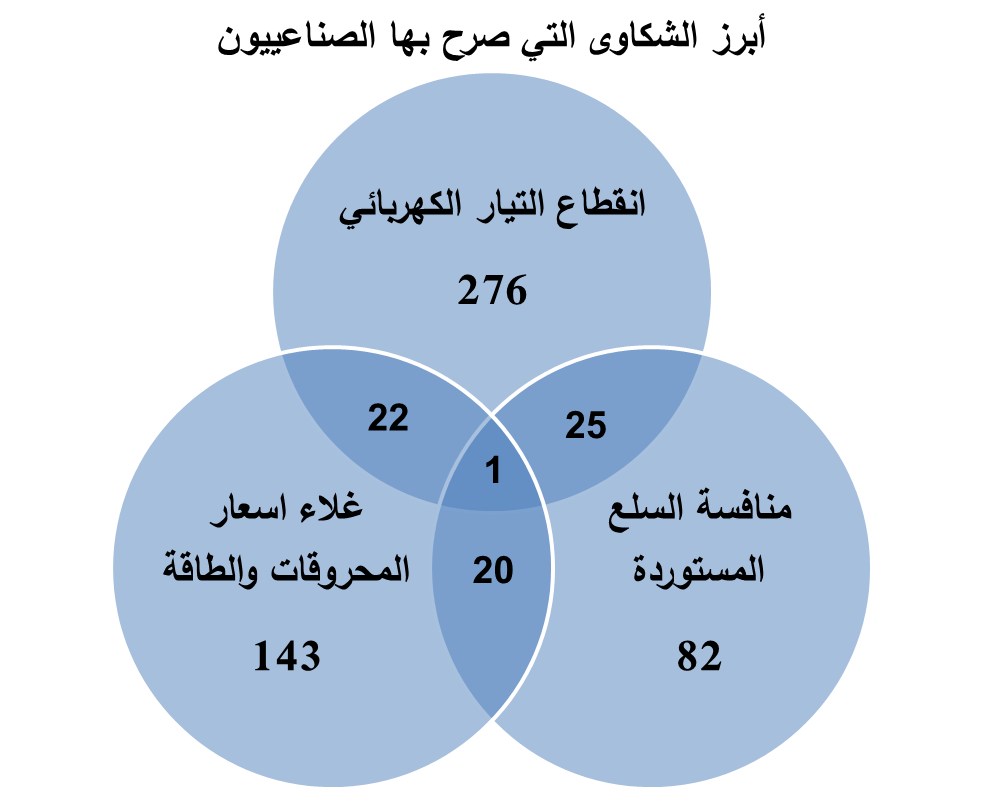 أبرز الشكاوى التي صرح بها الصناعييون
انقطاع التيار الكهربائي
276
22
25
1
منافسة السلع
المستوردة
82
غلاء اسعار
المحروقات والطاقة
143
20